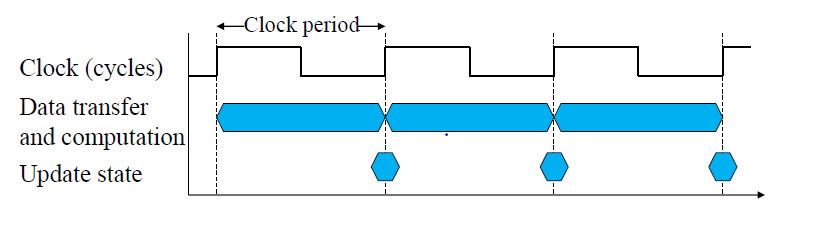 Clock period
Clock (cycles)
Data transfer
and computation
Update state